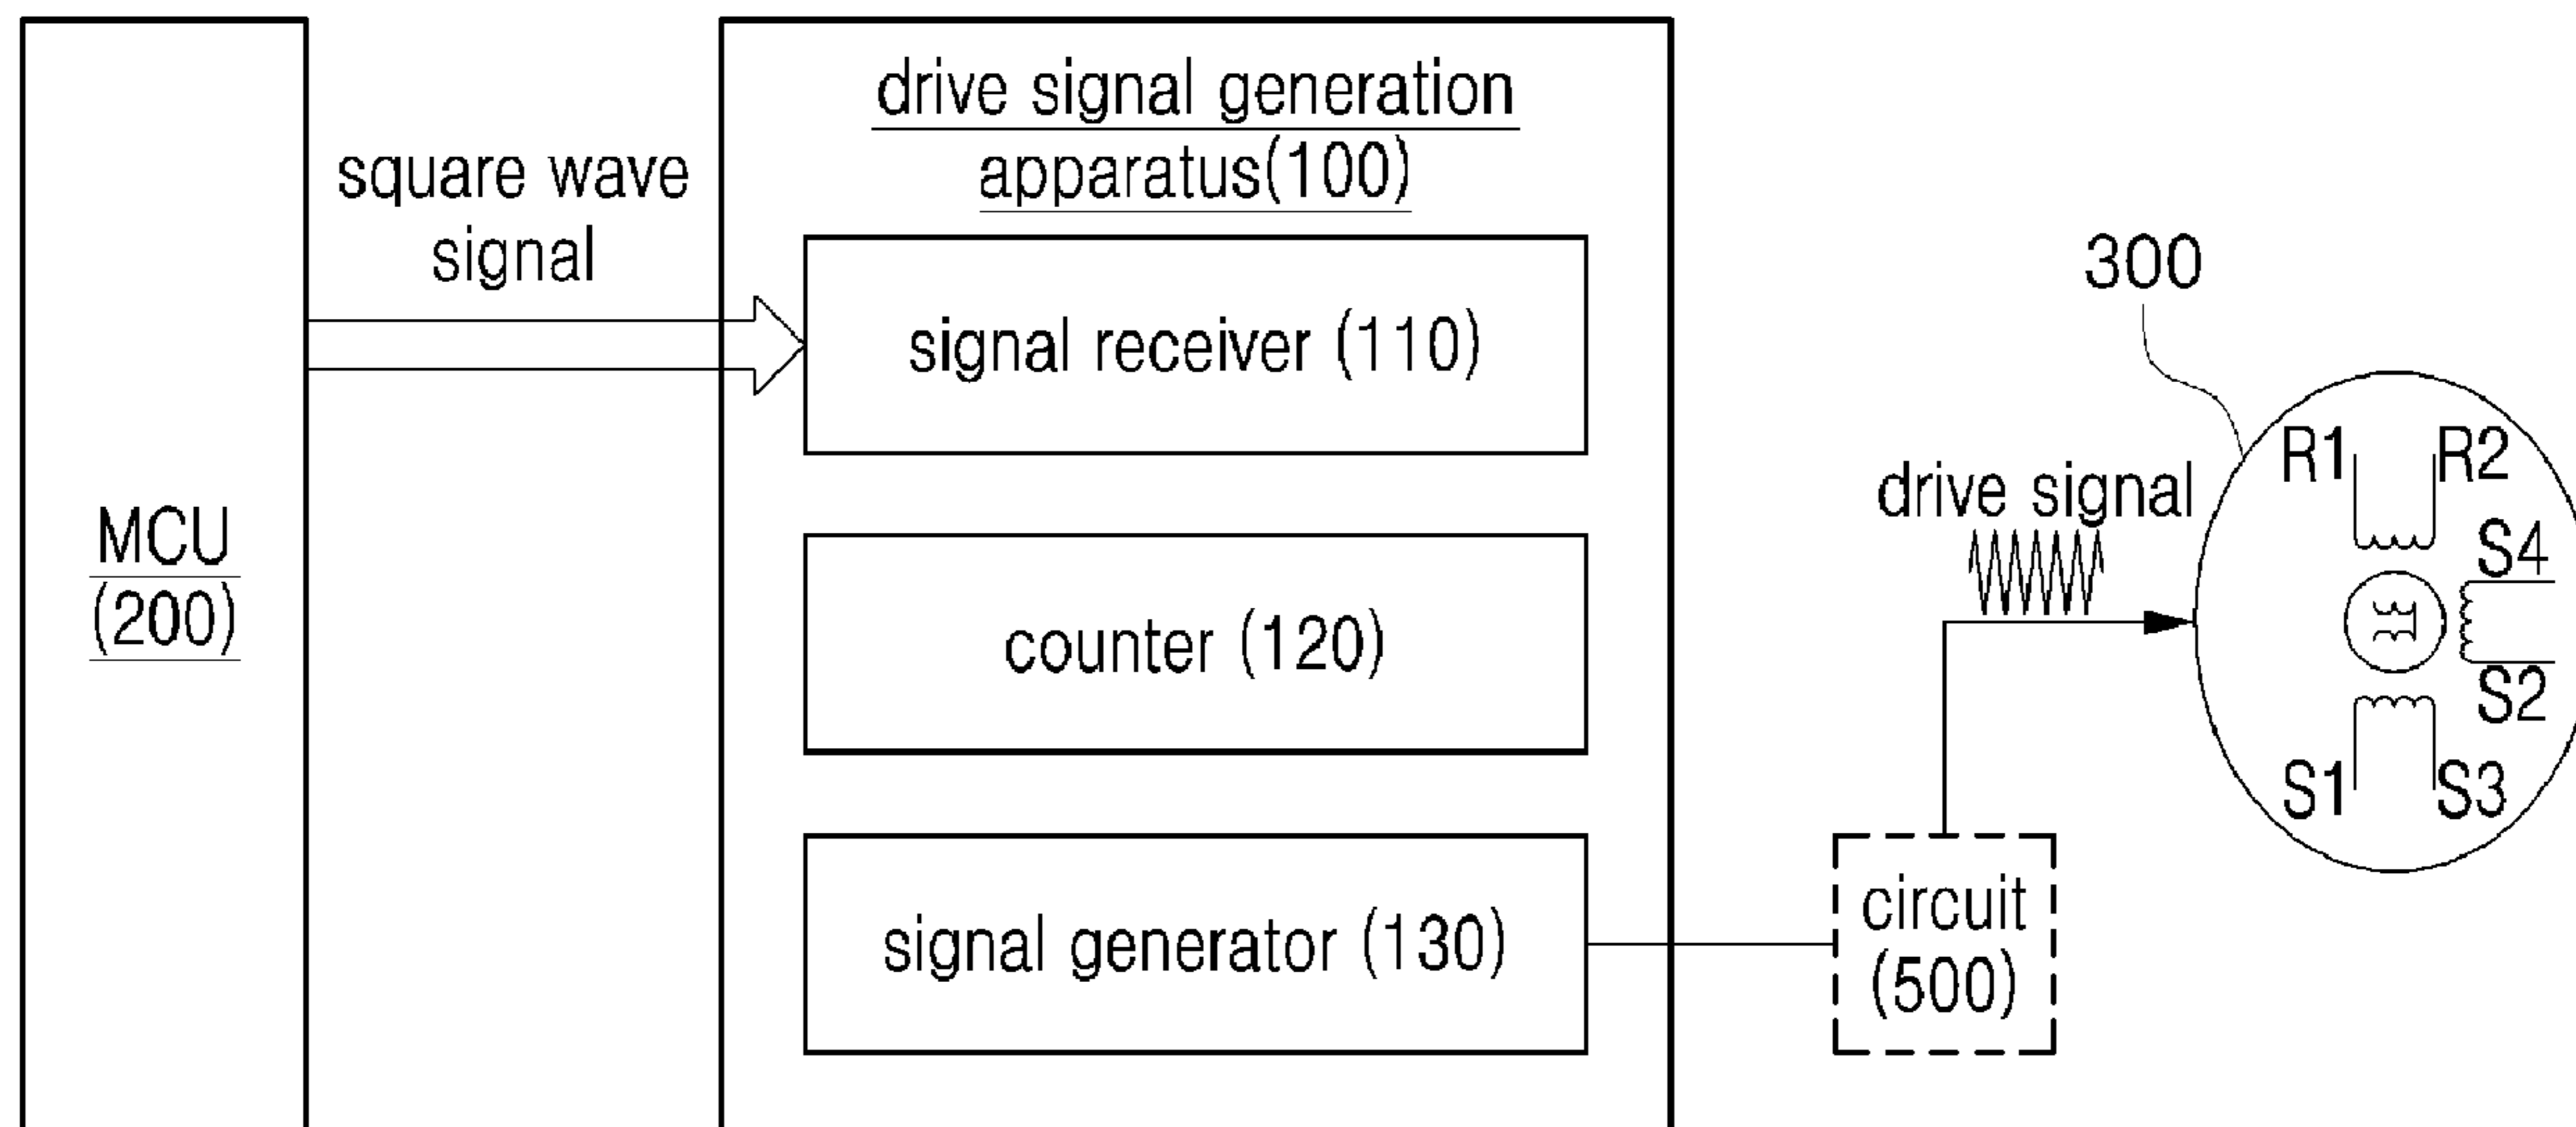 MCU
(200)
square wave
signal
drive signal generation
apparatus(100)
signal receiver (110)
counter (120)
signal generator (130)
circuit
(500)
drive signal
300
R1 R2
S4
S2
S1 S3